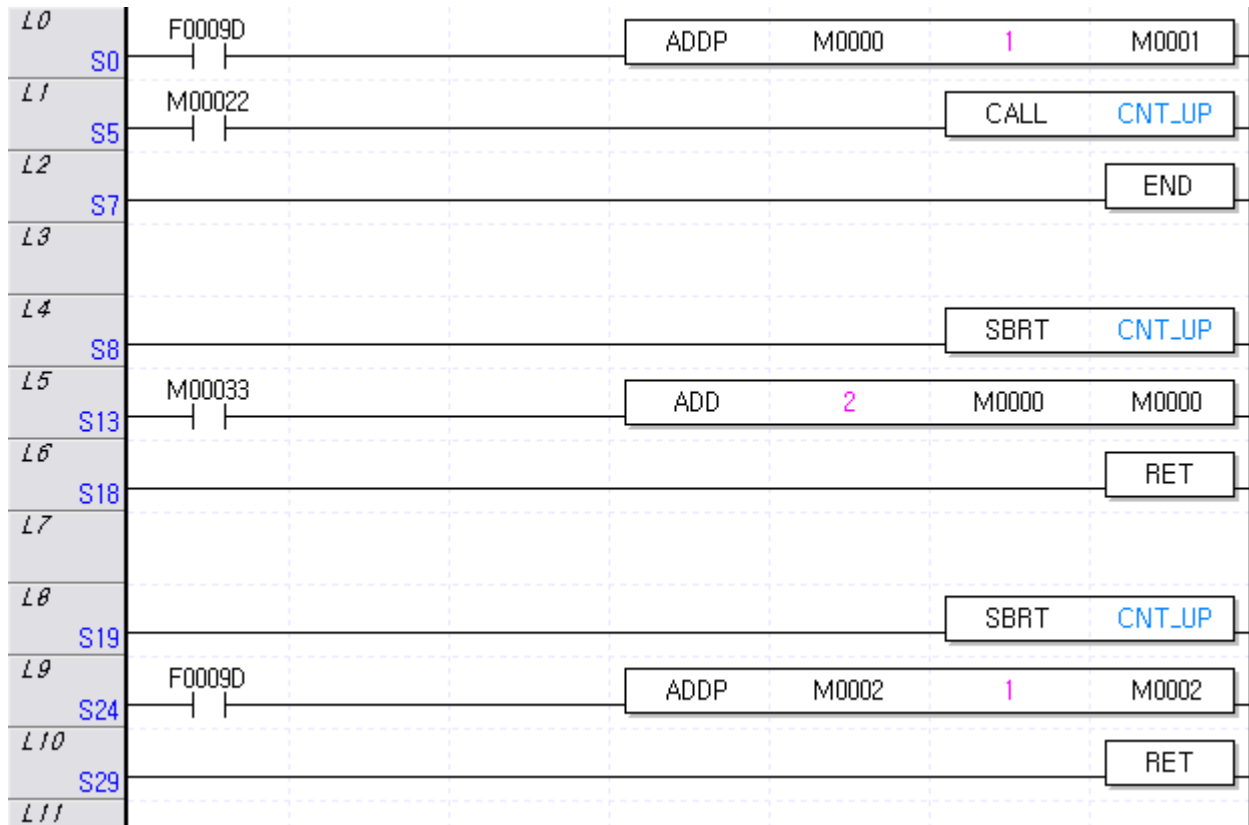 L0
F0009D
ADDP M0000 1 M0001
S0
L1
M00022
CALL CNT_UP
S5
L2
END
S7
L3
L4
SBRT CNT_UP
S8
L5
M00033
ADD 2 M0000 M0000
S13
L6
RET
S18
L7
L8
SBRT CNT_UP
S19
L9
F0009D
ADDP M0002 1 M0002
S24
L10
RET
S29
L11